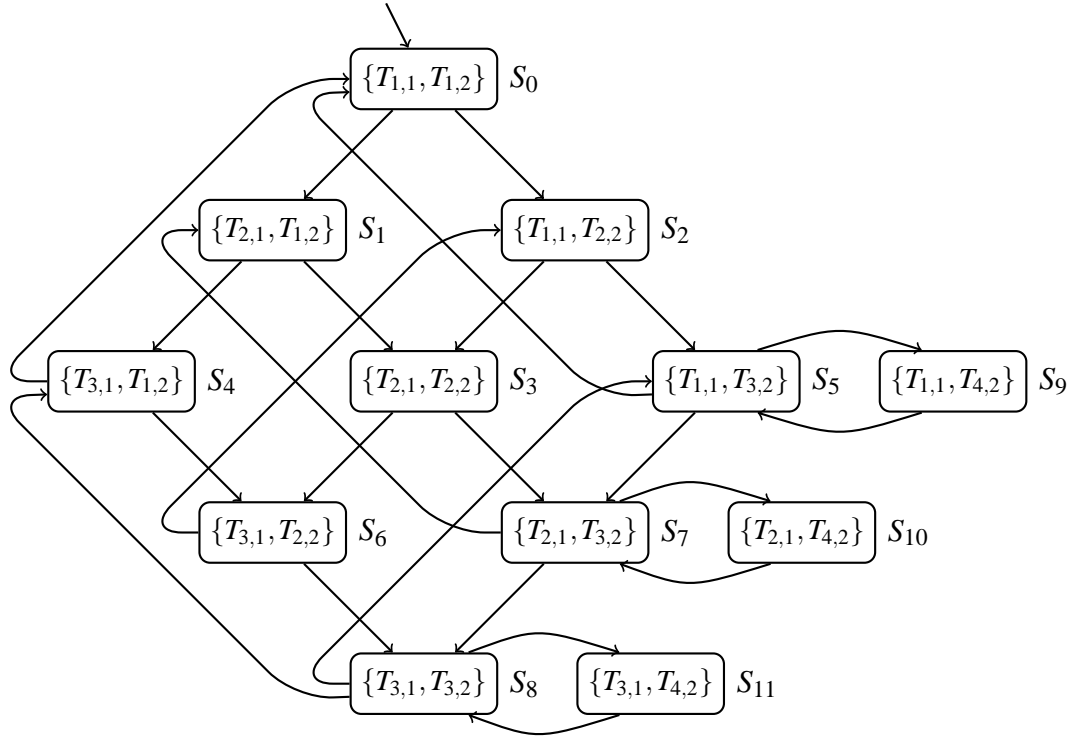 {T₁,₁, T₁,₂} S₀
{T₂,₁, T₁,₂} S₁ {T₁,₁, T₂,₂} S₂
{T₃,₁, T₁,₂} S₄ {T₂,₁, T₂,₂} S₃ {T₁,₁, T₃,₂} S₅ {T₁,₁, T₄,₂} S₉
{T₃,₁, T₂,₂} S₆ {T₂,₁, T₃,₂} S₇ {T₂,₁, T₄,₂} S₁₀
{T₃,₁, T₃,₂} S₈ {T₃,₁, T₄,₂} S₁₁